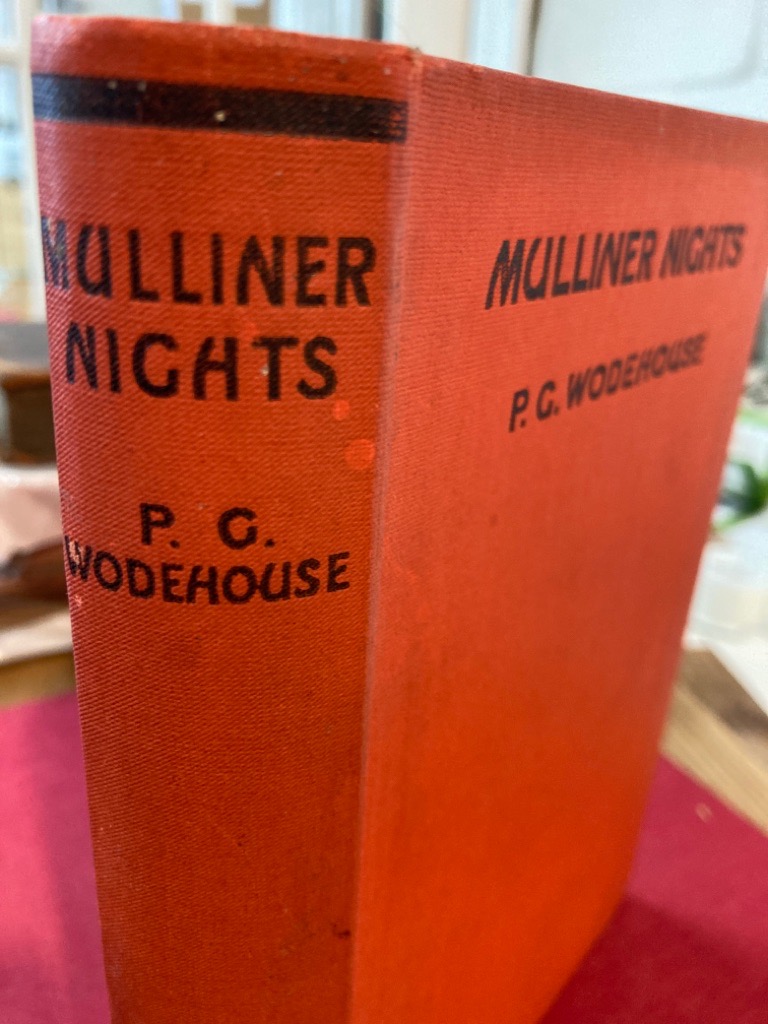 MULLINER
NIGHTS
P. G.
WODEHOUSE
MULLINER NIGHTS
P. G. WODEHOUSE